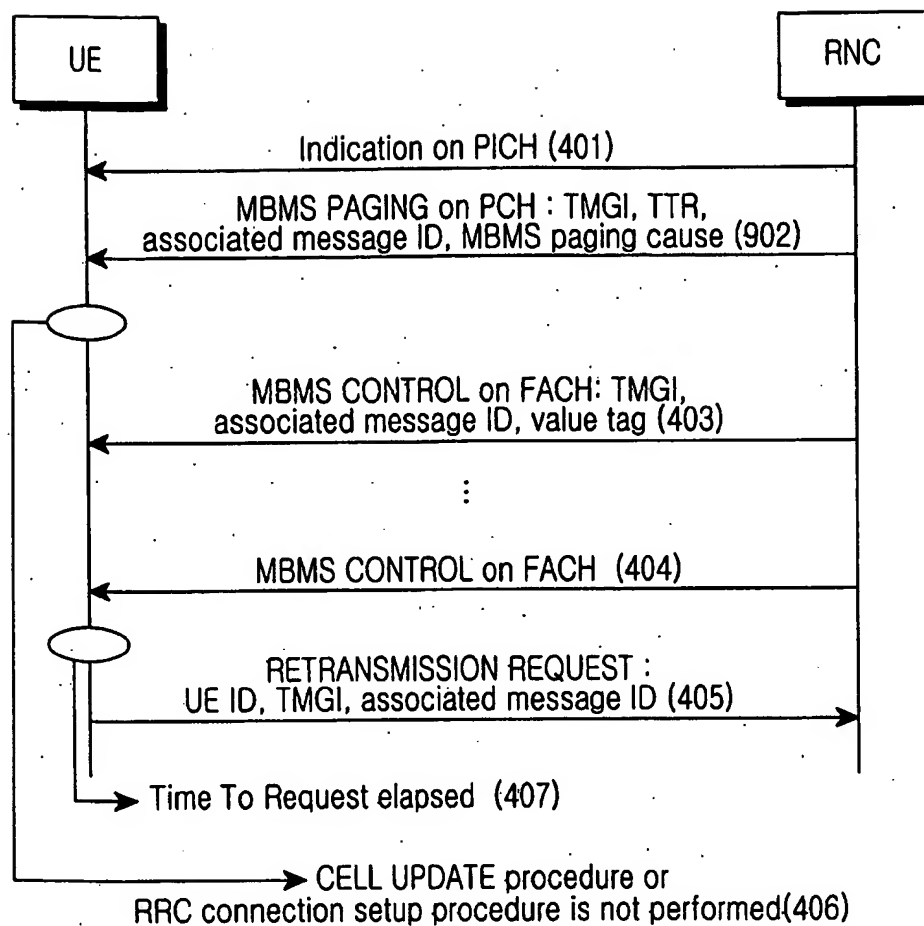 UE
RNC
Indication on PICH (401)
MBMS PAGING on PCH : TMGI, TTR,
associated message ID, MBMS paging cause (902)
MBMS CONTROL on FACH: TMGI,
associated message ID, value tag (403)
⋮
MBMS CONTROL on FACH (404)
RETRANSMISSION REQUEST :
UE ID, TMGI, associated message ID (405)
Time To Request elapsed (407)
CELL UPDATE procedure or
RRC connection setup procedure is not performed(406)